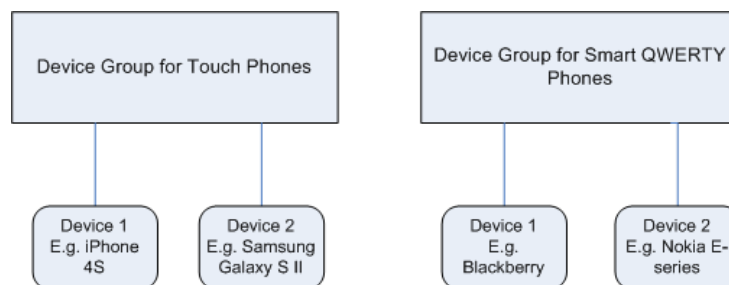 Device Group for Touch Phones
Device Group for Smart QWERTY
Phones
Device 1
E.g. iPhone
4S
Device 2
E.g. Samsung
Galaxy S II
Device 1
E.g.
Blackberry
Device 2
E.g. Nokia E-
series